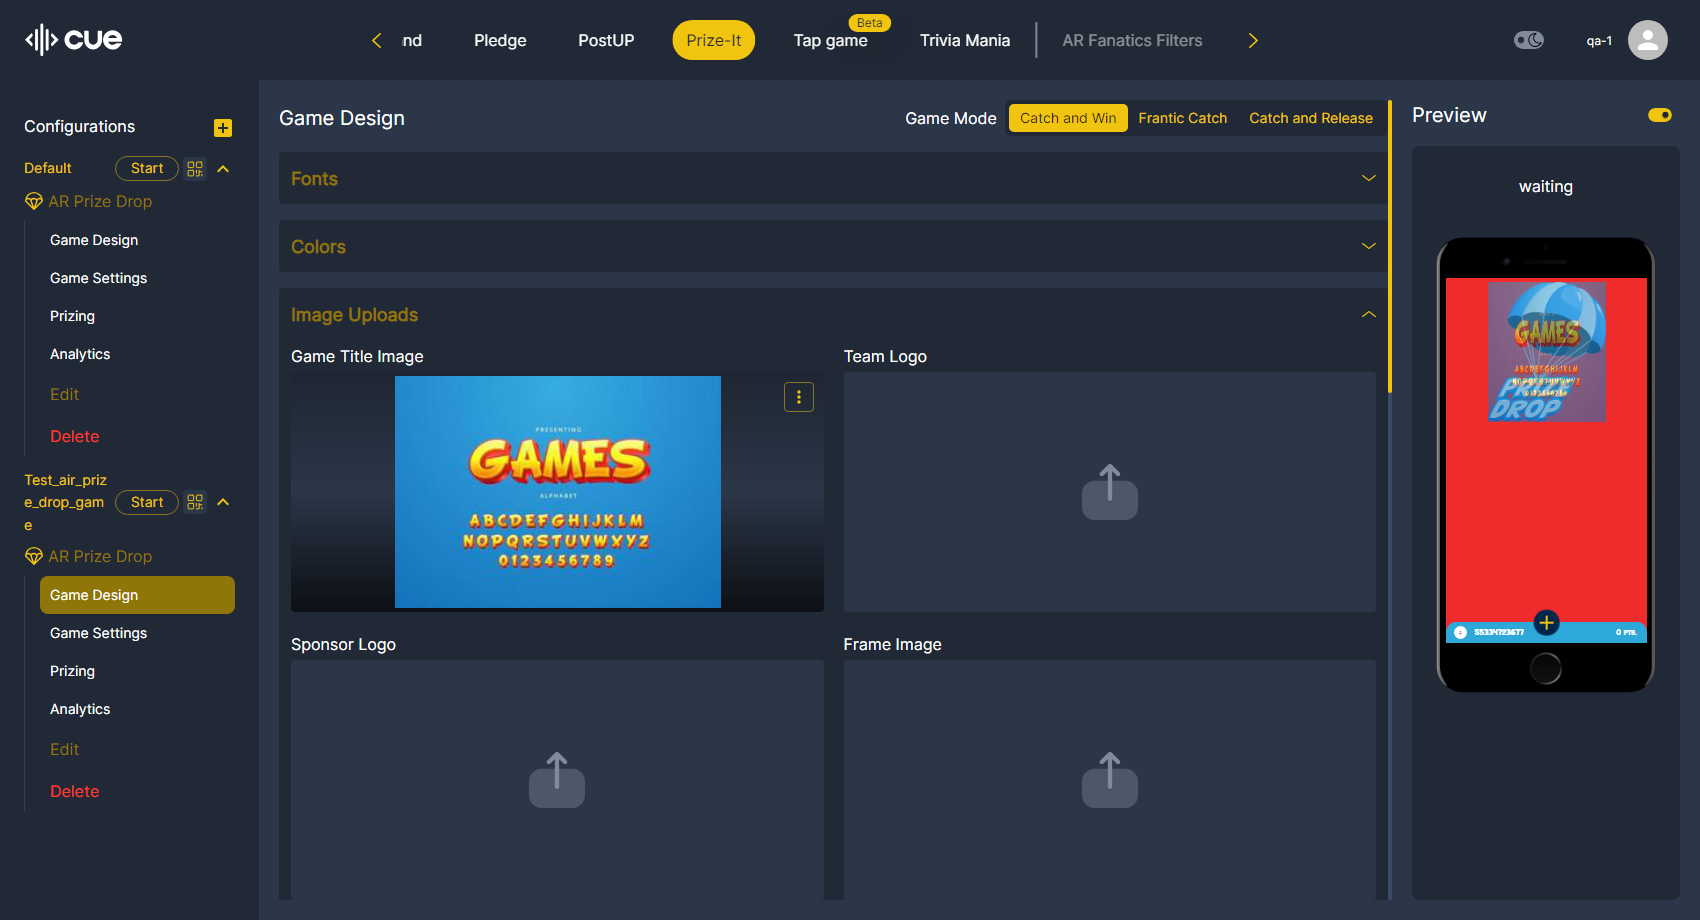 cue
nd
Pledge
PostUP
Prize-It
Beta
Tap game
Trivia Mania
AR Fanatics Filters
qa-1
Configurations
Default
Start
AR Prize Drop
Game Design
Game Settings
Prizing
Analytics
Edit
Delete
Test_air_priz
e_drop_gam
e
Start
AR Prize Drop
Game Design
Game Settings
Prizing
Analytics
Edit
Delete
Game Design
Game Mode
Catch and Win
Frantic Catch
Catch and Release
Fonts
Colors
Image Uploads
Game Title Image
PRESENTING
GAMES
ALPHABET
ABCDEFGHIJKLM
NOPQRSTUVWXYZ
0123456789
Team Logo
Sponsor Logo
Frame Image
Preview
waiting
GAMES
ABCDEFGHIJKLM
NOPQRSTUVWXYZ
0123456789
PRIZE
DROP
55334723677
0 PTS.